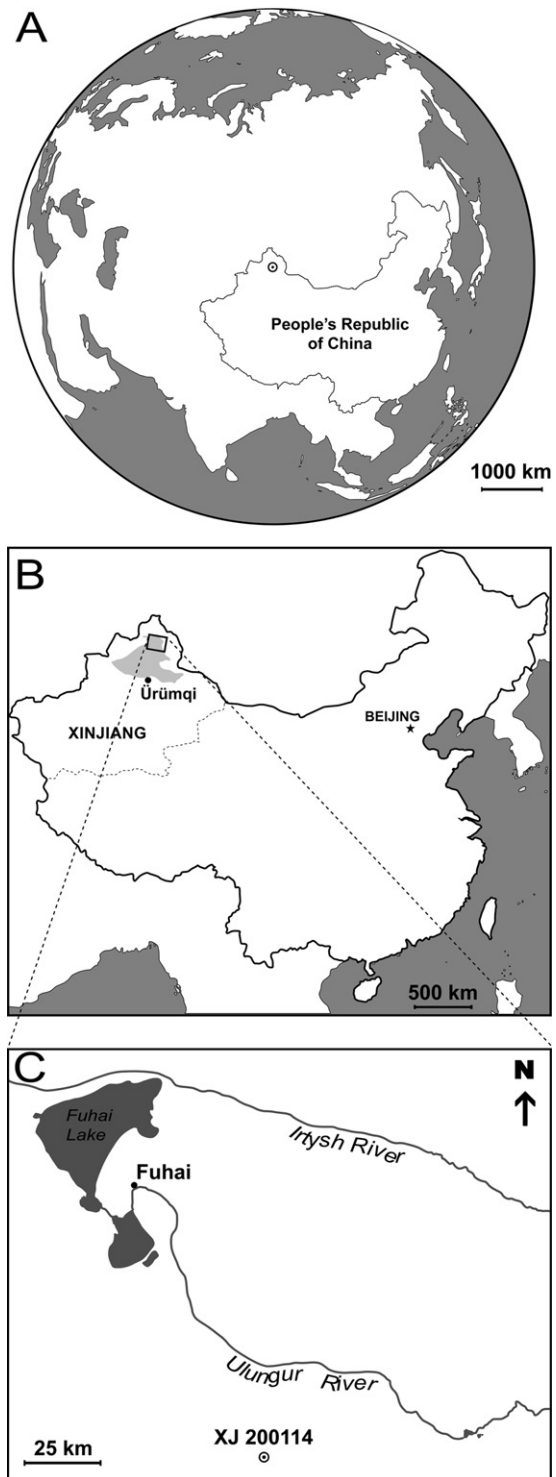 A
People's Republic
of China
1000 km
B
Ürümqi
XINJIANG
BEIJING
500 km
C
N
Fuhai
Lake
Irtysh River
Fuhai
Ulungur River
25 km
XJ 200114